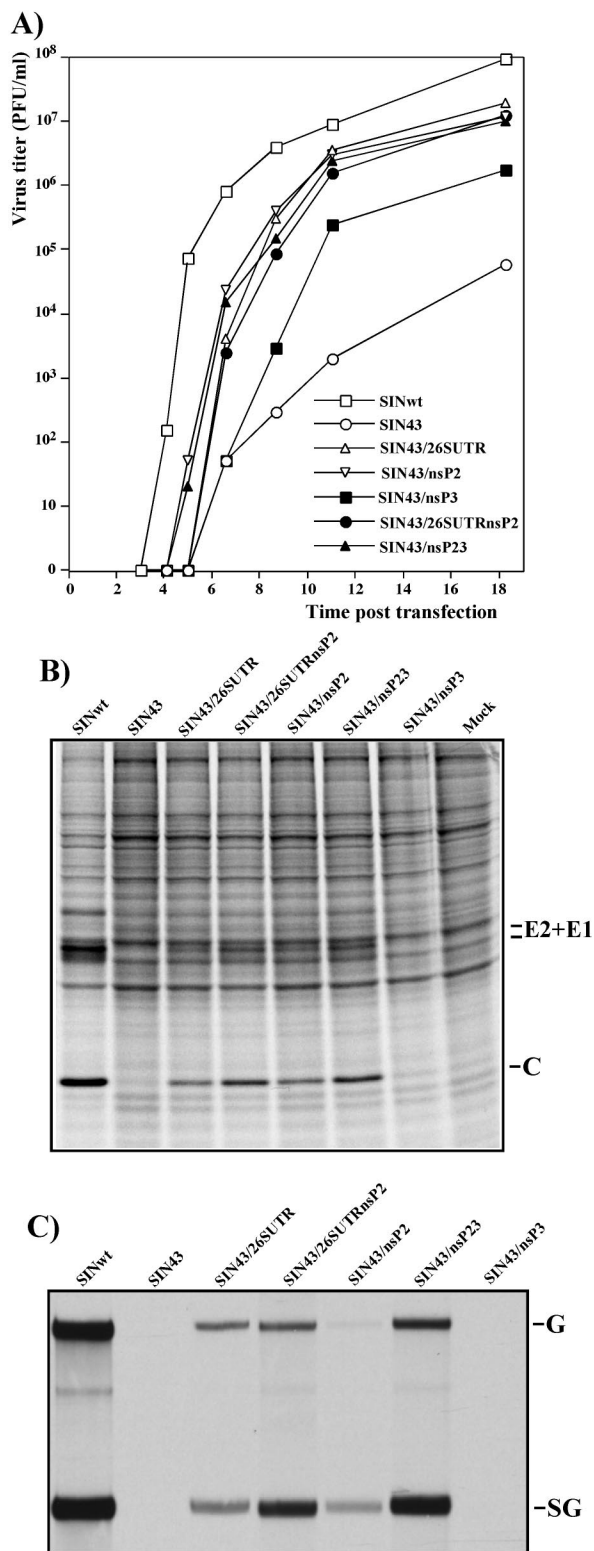 A)
Virus titer (PFU/ml)
10^8
10^7
10^6
10^5
10^4
10^3
10^2
10
0
0 2 4 6 8 10 12 14 16 18
Time post transfection
SINwt
SIN43
SIN43/26SUTR
SIN43/nsP2
SIN43/nsP3
SIN43/26SUTRnsP2
SIN43/nsP23
B)
SINwt
SIN43
SIN43/26SUTR
SIN43/26SUTRnsP2
SIN43/nsP2
SIN43/nsP23
SIN43/nsP3
Mock
E2+E1
C
C)
SINwt
SIN43
SIN43/26SUTR
SIN43/26SUTRnsP2
SIN43/nsP2
SIN43/nsP23
SIN43/nsP3
G
SG